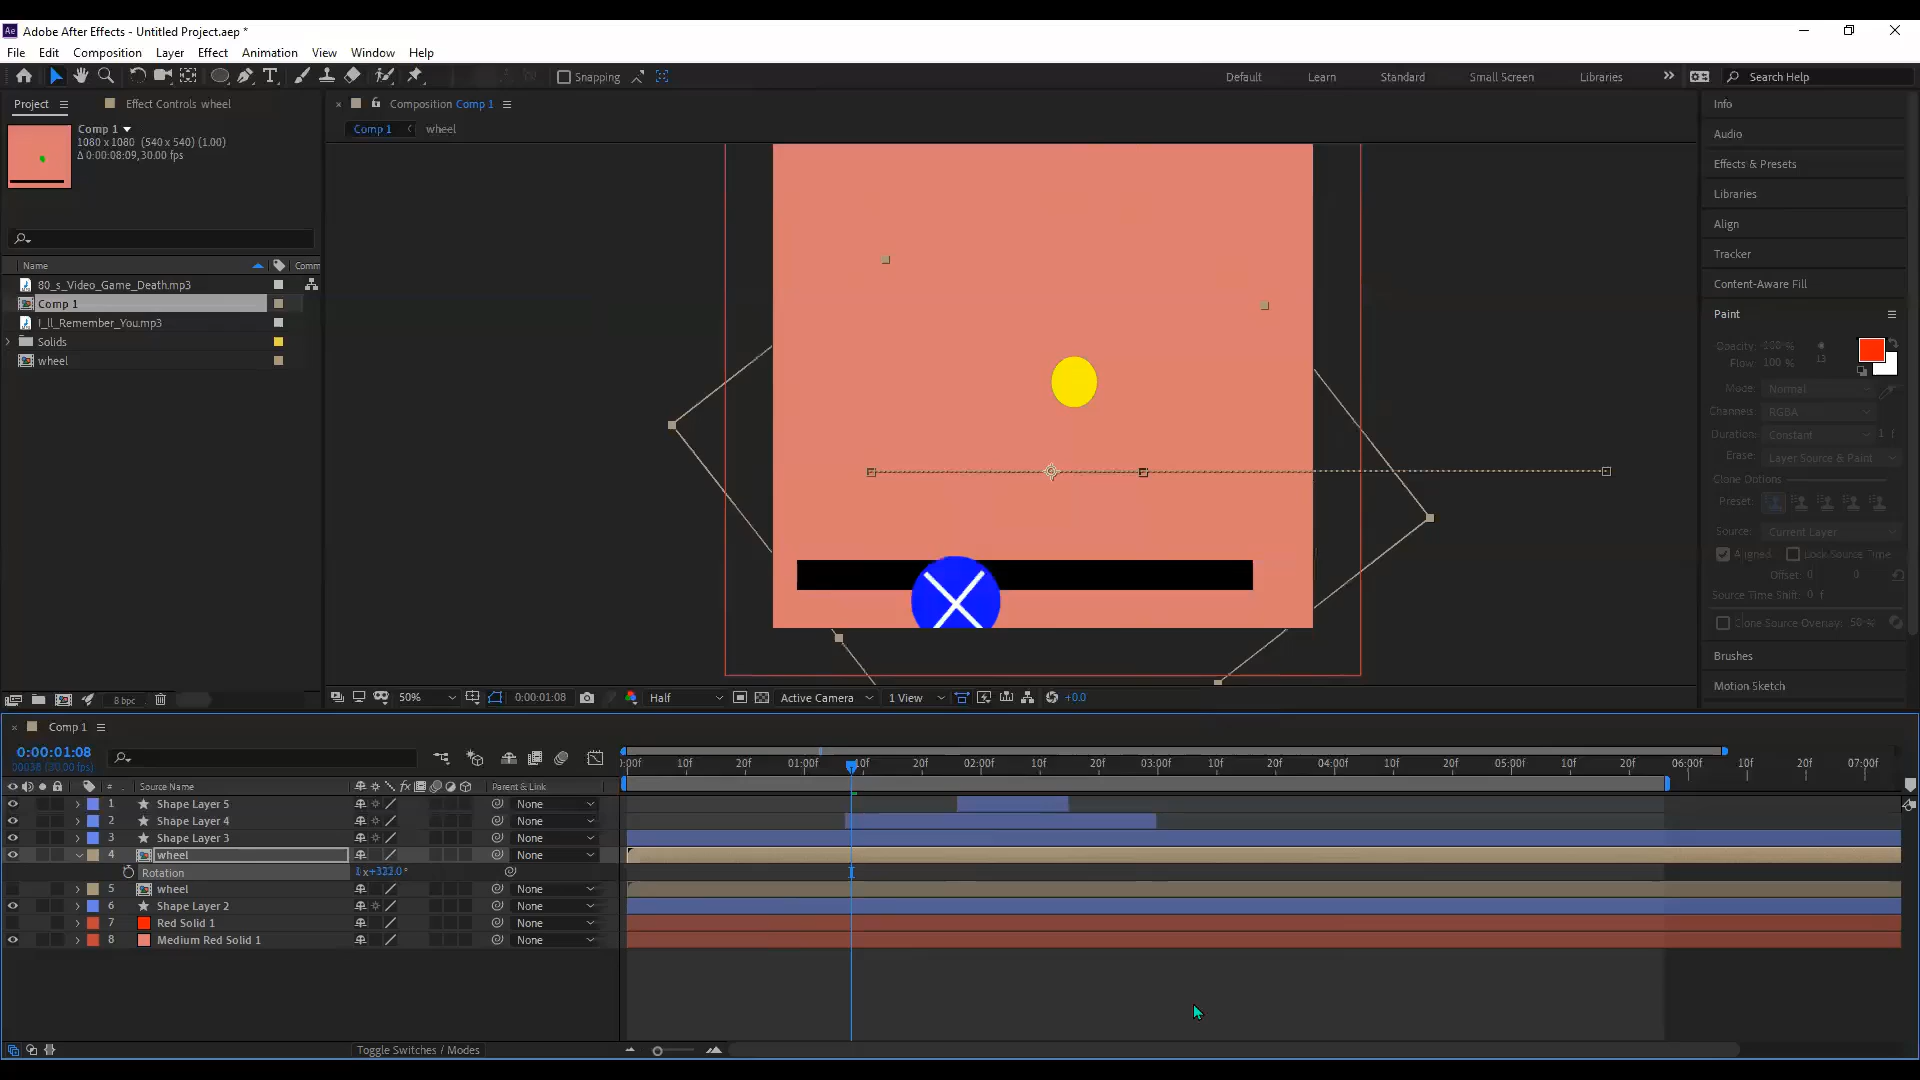 Adobe After Effects - Untitled Project.aep *
File Edit Composition Layer Effect Animation View Window Help
Snapping Default Learn Standard Small Screen Libraries Search Help
Project Effect Controls wheel
Composition Comp 1
Comp 1 wheel
Comp 1
1080 x 1080 (540 x 540) (1.00)
Δ 0:00:08:09, 30.00 fps
Name Comm
80_s_Video_Game_Death.mp3
Comp 1
I_ll_Remember_You.mp3
Solids
wheel
8 bpc
50% 0:00:01:08 Half Active Camera 1 View +0.0
Info
Audio
Effects & Presets
Libraries
Align
Tracker
Content-Aware Fill
Paint
Opacity: 100 %
Flow: 100 % 13
Mode: Normal
Channels: RGBA
Duration: Constant 1 f
Erase: Layer Source & Paint
Clone Options
Preset:
Source: Current Layer
Aligned Lock Source Time
Offset: 0 0
Source Time Shift: 0 f
Clone Source Overlay: 50 %
Brushes
Motion Sketch
Comp 1
0:00:01:08
00038 (30.00 fps)
:00f 10f 20f 01:00f 10f 20f 02:00f 10f 20f 03:00f 10f 20f 04:00f 10f 20f 05:00f 10f 20f 06:00f 10f 20f 07:00f
# Source Name fx Parent & Link
1 Shape Layer 5 None
2 Shape Layer 4 None
3 Shape Layer 3 None
4 wheel None
Rotation
5 wheel None
6 Shape Layer 2 None
7 Red Solid 1 None
8 Medium Red Solid 1 None
Toggle Switches / Modes